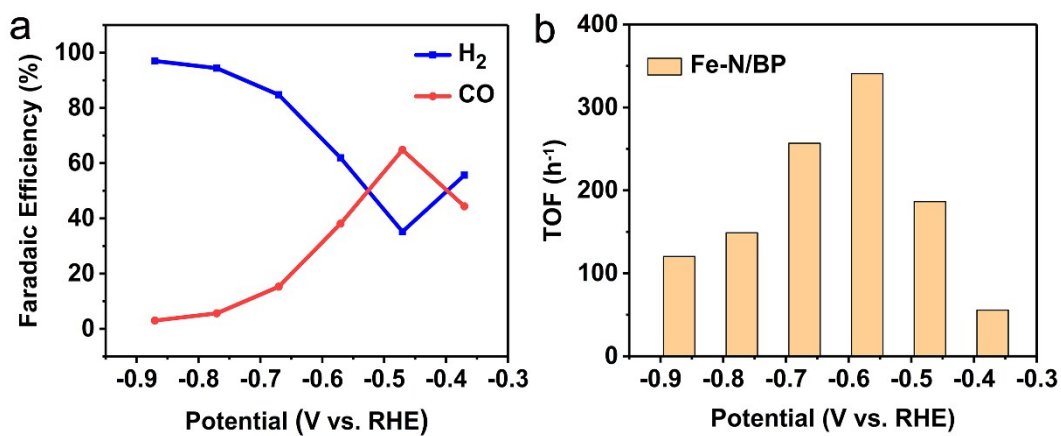 a
H2
CO
Faradaic Efficiency (%)
100
80
60
40
20
0
-0.9 -0.8 -0.7 -0.6 -0.5 -0.4 -0.3
Potential (V vs. RHE)
b
Fe-N/BP
TOF (h-1)
400
300
200
100
0
-0.9 -0.8 -0.7 -0.6 -0.5 -0.4 -0.3
Potential (V vs. RHE)